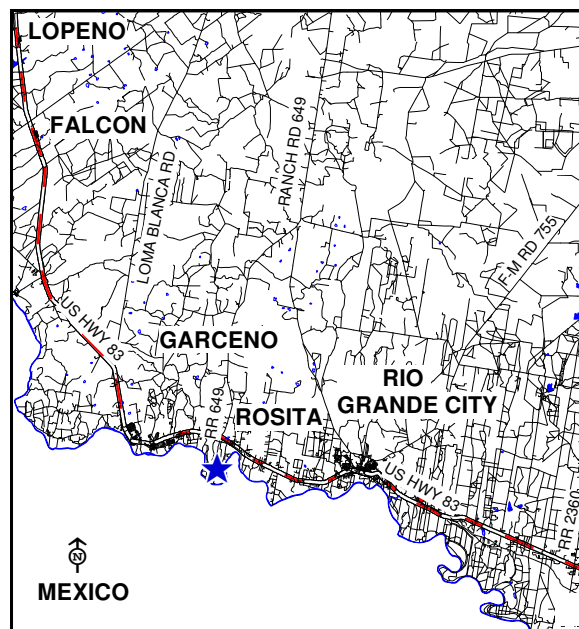 LOPENO
FALCON
LOMA BLANCA RD
RANCH RD 649
F-M RD 755
US HWY 83
GARCENO
RR 649
ROSITA
RIO
GRANDE CITY
US HWY 83
RR 2360
N
MEXICO